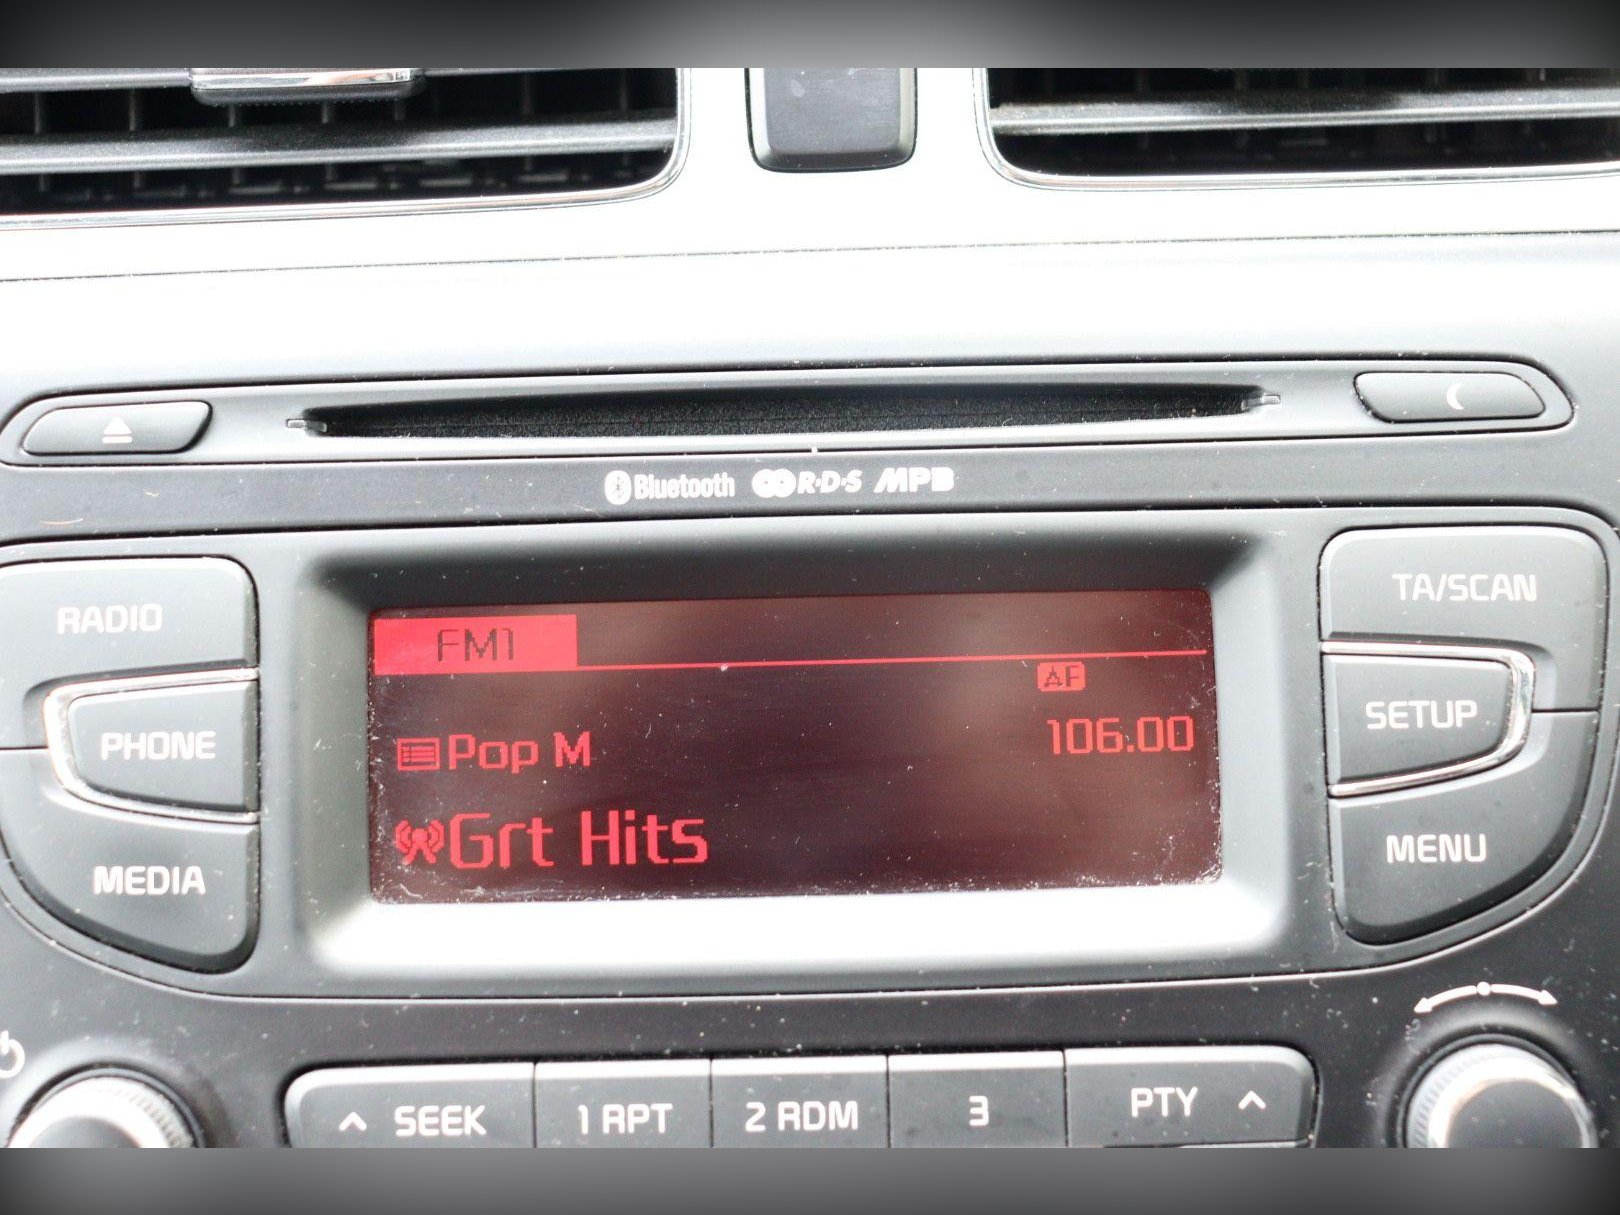 Bluetooth R·D·S MP3
RADIO
TA/SCAN
FM1
AF
PHONE
Pop M
106.00
SETUP
Grt Hits
MEDIA
MENU
SEEK
1 RPT
2 RDM
3
PTY